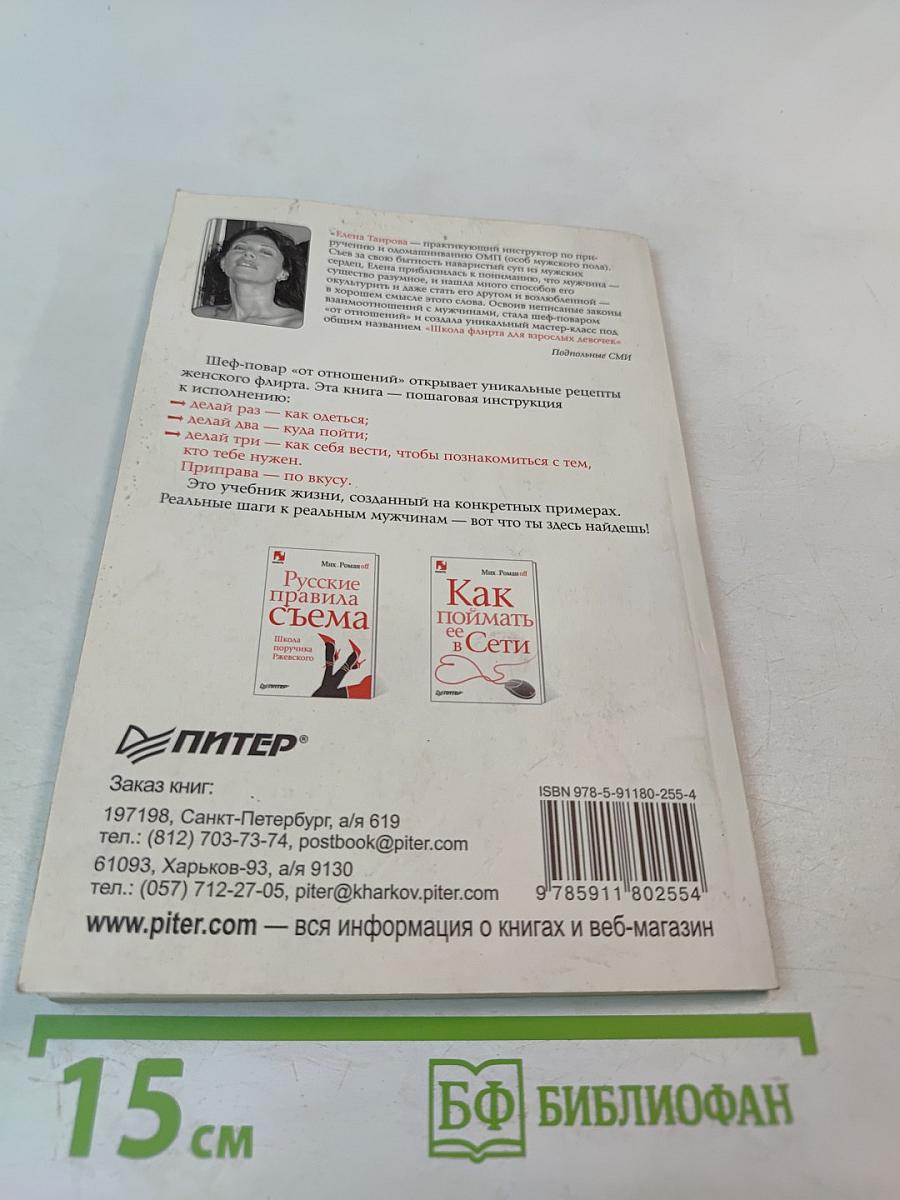 «Елена Таирова — практикующий инструктор по при-
ручению и одомашниванию ОМП (особ мужского пола).
Съев за свою бытность наваристый суп из мужских
сердец, Елена приблизилась к пониманию, что мужчина —
существо разумное, и нашла много способов его
окультурить и даже стать его другом и возлюбленной —
в хорошем смысле этого слова. Освоив неписаные законы
взаимоотношений с мужчинами, стала шеф-поваром
«от отношений» и создала уникальный мастер-класс под
общим названием «Школа флирта для взрослых девочек»
Подпольные СМИ
Шеф-повар «от отношений» открывает уникальные рецепты
женского флирта. Эта книга — пошаговая инструкция
к исполнению:
➞ делай раз — как одеться;
➞ делай два — куда пойти;
➞ делай три — как себя вести, чтобы познакомиться с тем,
кто тебе нужен.
Приправа — по вкусу.
Это учебник жизни, созданный на конкретных примерах.
Реальные шаги к реальным мужчинам — вот что ты здесь найдешь!
Мих. Романoff
Русские
правила
съема
Школа
поручика
Ржевского
ПИТЕР
Мих. Романoff
Как
поймать
ее
в Сети
ПИТЕР
ПИТЕР®
Заказ книг:
197198, Санкт-Петербург, а/я 619
тел.: (812) 703-73-74, postbook@piter.com
61093, Харьков-93, а/я 9130
тел.: (057) 712-27-05, piter@kharkov.piter.com
www.piter.com — вся информация о книгах и веб-магазин
ISBN 978-5-91180-255-4
9 785911 802554
15 см
БФ БИБЛИОФАН